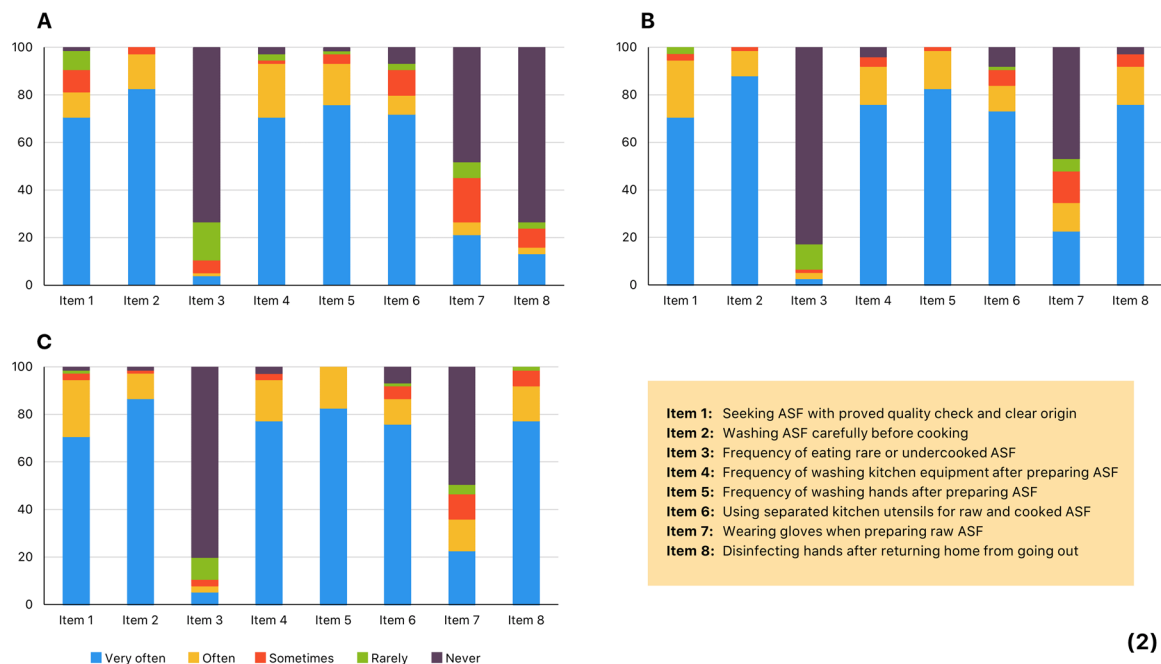 A
100
80
60
40
20
0
Item 1 Item 2 Item 3 Item 4 Item 5 Item 6 Item 7 Item 8
B
100
80
60
40
20
0
Item 1 Item 2 Item 3 Item 4 Item 5 Item 6 Item 7 Item 8
C
100
80
60
40
20
0
Item 1 Item 2 Item 3 Item 4 Item 5 Item 6 Item 7 Item 8
Very often Often Sometimes Rarely Never
Item 1: Seeking ASF with proved quality check and clear origin
Item 2: Washing ASF carefully before cooking
Item 3: Frequency of eating rare or undercooked ASF
Item 4: Frequency of washing kitchen equipment after preparing ASF
Item 5: Frequency of washing hands after preparing ASF
Item 6: Using separated kitchen utensils for raw and cooked ASF
Item 7: Wearing gloves when preparing raw ASF
Item 8: Disinfecting hands after returning home from going out
(2)